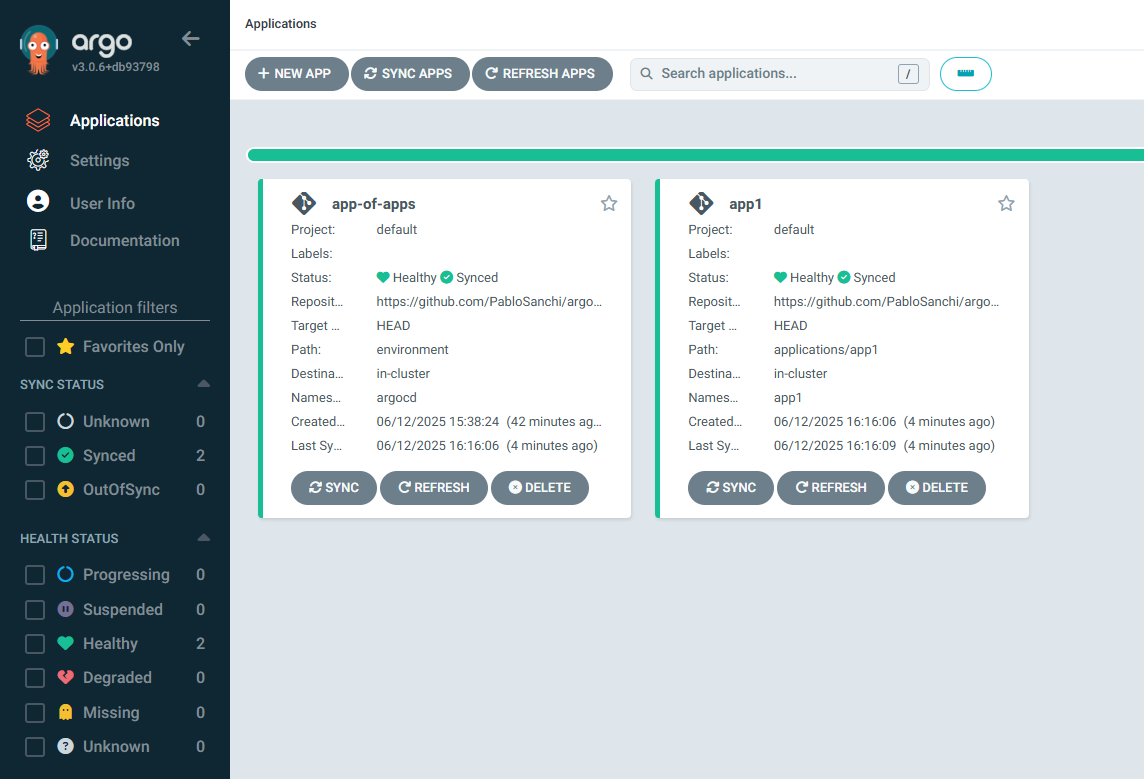 argo
v3.0.6+db93798
Applications
Settings
User Info
Documentation
Application filters
Favorites Only
SYNC STATUS
Unknown 0
Synced 2
OutOfSync 0
HEALTH STATUS
Progressing 0
Suspended 0
Healthy 2
Degraded 0
Missing 0
Unknown 0
Applications
NEW APP SYNC APPS REFRESH APPS Search applications... /
app-of-apps
Project: default
Labels:
Status: Healthy Synced
Reposit... https://github.com/PabloSanchi/argo...
Target ... HEAD
Path: environment
Destina... in-cluster
Names... argocd
Created... 06/12/2025 15:38:24 (42 minutes ag...
Last Sy... 06/12/2025 16:16:06 (4 minutes ago)
SYNC REFRESH DELETE
app1
Project: default
Labels:
Status: Healthy Synced
Reposit... https://github.com/PabloSanchi/argo...
Target ... HEAD
Path: applications/app1
Destina... in-cluster
Names... app1
Created... 06/12/2025 16:16:06 (4 minutes ago)
Last Sy... 06/12/2025 16:16:09 (4 minutes ago)
SYNC REFRESH DELETE